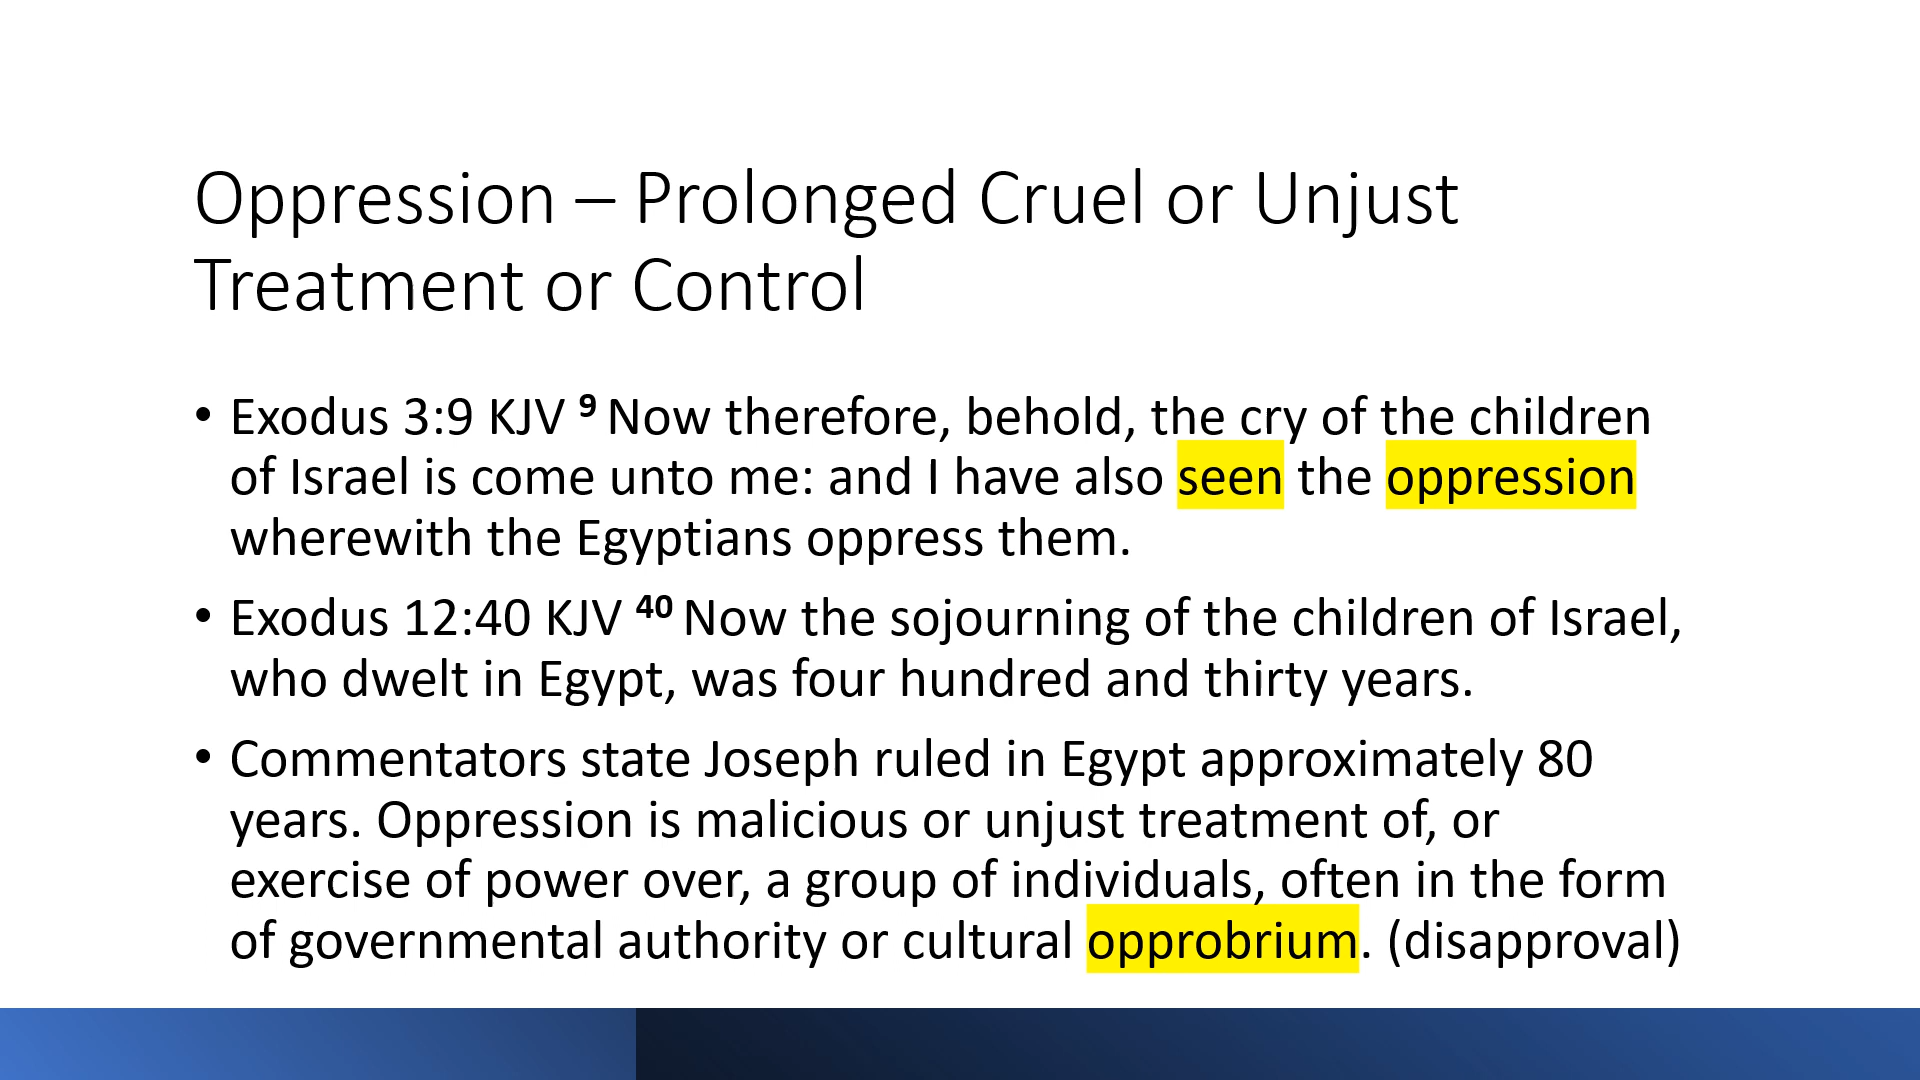 Oppression – Prolonged Cruel or Unjust
Treatment or Control
• Exodus 3:9 KJV 9 Now therefore, behold, the cry of the children
of Israel is come unto me: and I have also seen the oppression
wherewith the Egyptians oppress them.
• Exodus 12:40 KJV 40 Now the sojourning of the children of Israel,
who dwelt in Egypt, was four hundred and thirty years.
• Commentators state Joseph ruled in Egypt approximately 80
years. Oppression is malicious or unjust treatment of, or
exercise of power over, a group of individuals, often in the form
of governmental authority or cultural opprobrium. (disapproval)